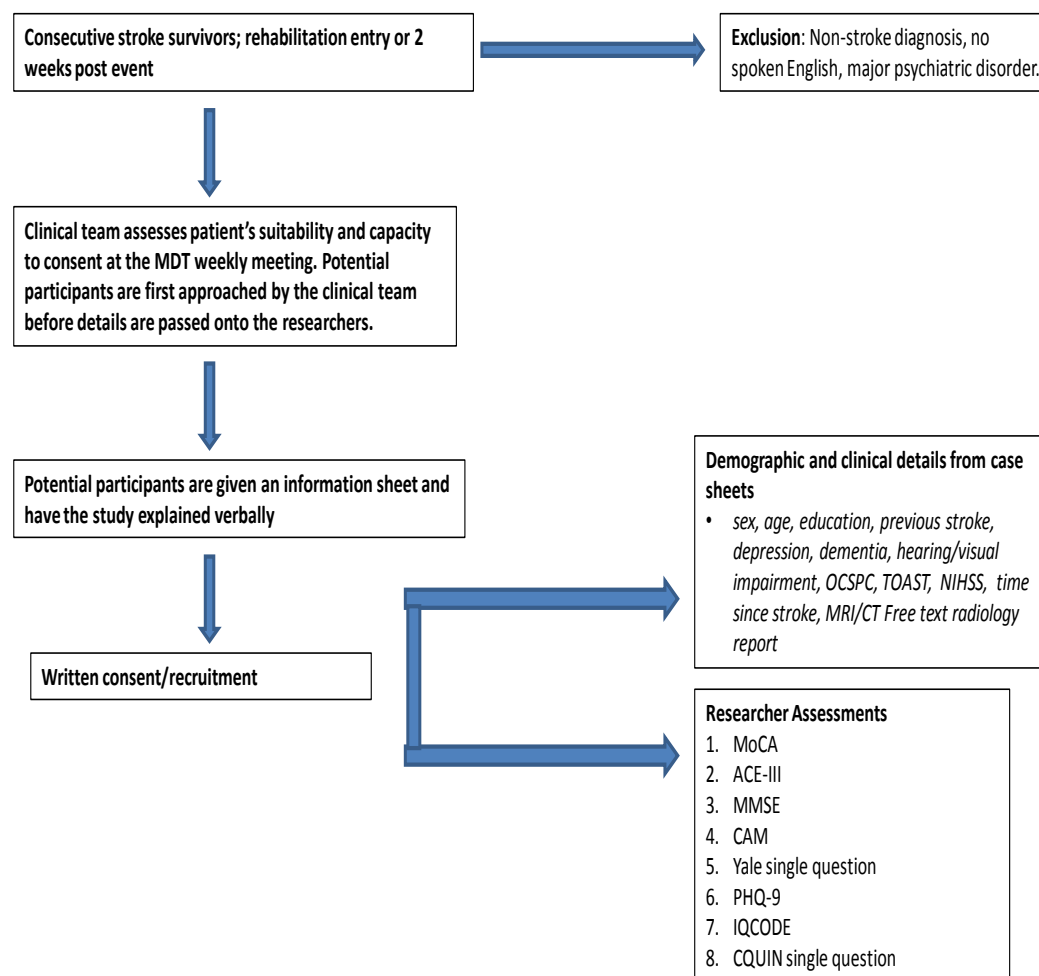 Consecutive stroke survivors; rehabilitation entry or 2
weeks post event
Exclusion: Non-stroke diagnosis, no
spoken English, major psychiatric disorder.
Clinical team assesses patient's suitability and capacity
to consent at the MDT weekly meeting. Potential
participants are first approached by the clinical team
before details are passed onto the researchers.
Potential participants are given an information sheet and
have the study explained verbally
Written consent/recruitment
Demographic and clinical details from case
sheets
• sex, age, education, previous stroke,
depression, dementia, hearing/visual
impairment, OCSPC, TOAST, NIHSS, time
since stroke, MRI/CT Free text radiology
report
Researcher Assessments
1. MoCA
2. ACE-III
3. MMSE
4. CAM
5. Yale single question
6. PHQ-9
7. IQCODE
8. CQUIN single question